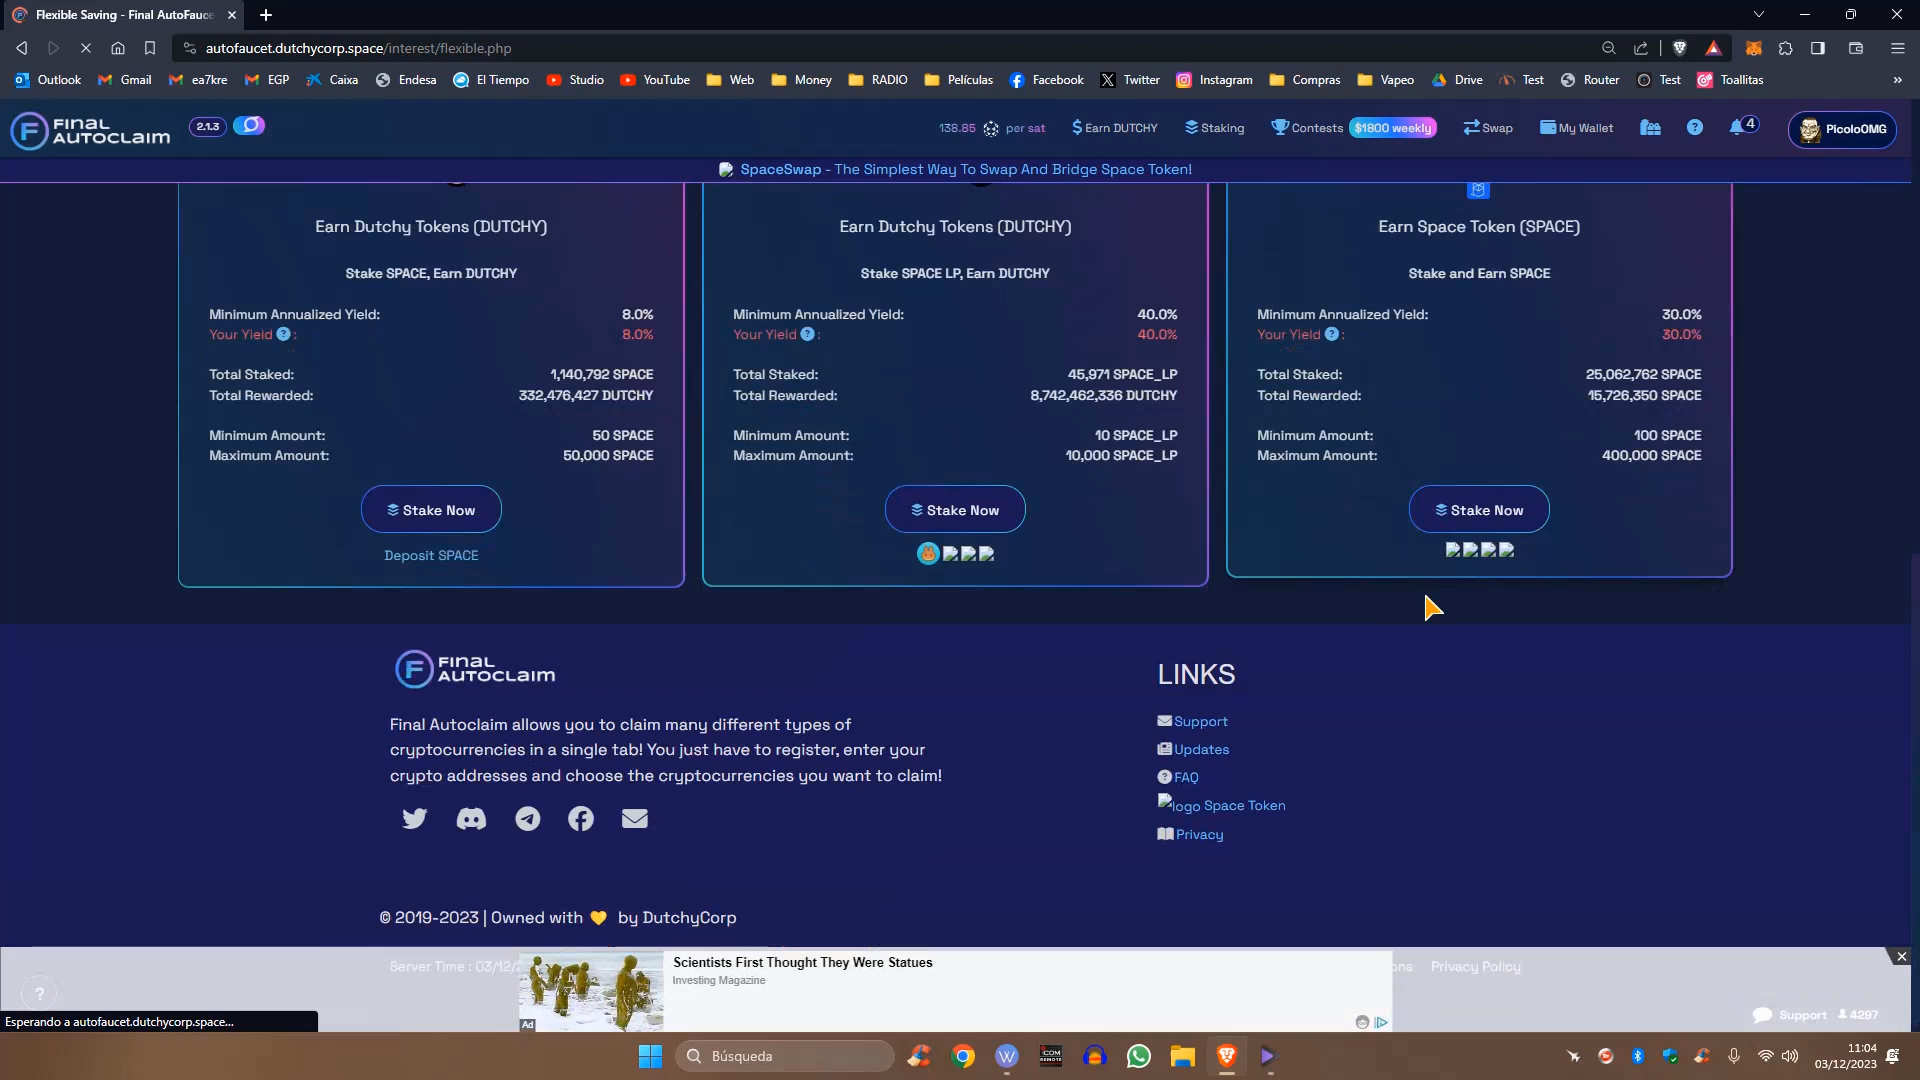 Flexible Saving - Final AutoFauce
autofaucet.dutchycorp.space/interest/flexible.php
Outlook Gmail ea7kre EGP Caixa Endesa El Tiempo Studio YouTube Web Money RADIO Películas Facebook Twitter Instagram Compras Vapeo Drive Test Router Test Toallitas »
FINAL AUTOCLAIM 2.1.3 138.85 per sat Earn DUTCHY Staking Contests $1800 weekly Swap My Wallet ? 4 PicoloOMG
SpaceSwap - The Simplest Way To Swap And Bridge Space Token!
Earn Dutchy Tokens (DUTCHY)
Stake SPACE, Earn DUTCHY
Minimum Annualized Yield: 8.0%
Your Yield ? : 8.0%
Total Staked: 1,140,792 SPACE
Total Rewarded: 332,476,427 DUTCHY
Minimum Amount: 50 SPACE
Maximum Amount: 50,000 SPACE
Stake Now
Deposit SPACE
Earn Dutchy Tokens (DUTCHY)
Stake SPACE LP, Earn DUTCHY
Minimum Annualized Yield: 40.0%
Your Yield ? : 40.0%
Total Staked: 45,971 SPACE_LP
Total Rewarded: 8,742,462,336 DUTCHY
Minimum Amount: 10 SPACE_LP
Maximum Amount: 10,000 SPACE_LP
Stake Now
Earn Space Token (SPACE)
Stake and Earn SPACE
Minimum Annualized Yield: 30.0%
Your Yield ? : 30.0%
Total Staked: 25,062,762 SPACE
Total Rewarded: 15,726,350 SPACE
Minimum Amount: 100 SPACE
Maximum Amount: 400,000 SPACE
Stake Now
FINAL AUTOCLAIM
Final Autoclaim allows you to claim many different types of
cryptocurrencies in a single tab! You just have to register, enter your
crypto addresses and choose the cryptocurrencies you want to claim!
LINKS
Support
Updates
FAQ
logo Space Token
Privacy
© 2019-2023 | Owned with 💛 by DutchyCorp
Server Time : 03/12/2
Privacy Policy
Scientists First Thought They Were Statues
Investing Magazine
Ad
?
Support 4297
Esperando a autofaucet.dutchycorp.space...
Búsqueda
ICOM REMOTE
11:04
03/12/2023